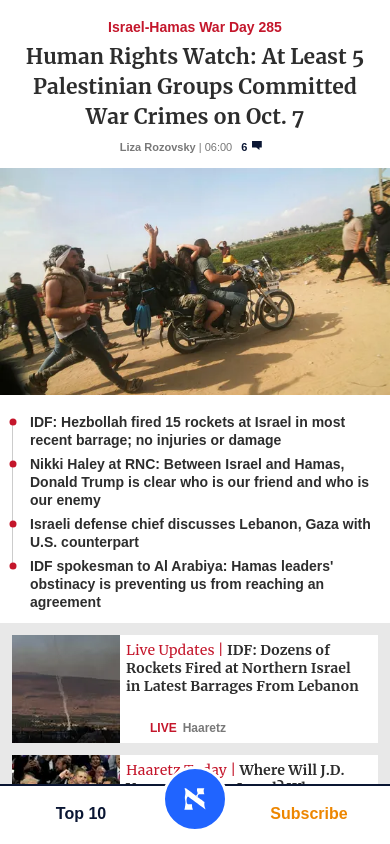 Israel-Hamas War Day 285
Human Rights Watch: At Least 5
Palestinian Groups Committed
War Crimes on Oct. 7
Liza Rozovsky | 06:00 6
IDF: Hezbollah fired 15 rockets at Israel in most
recent barrage; no injuries or damage
Nikki Haley at RNC: Between Israel and Hamas,
Donald Trump is clear who is our friend and who is
our enemy
Israeli defense chief discusses Lebanon, Gaza with
U.S. counterpart
IDF spokesman to Al Arabiya: Hamas leaders'
obstinacy is preventing us from reaching an
agreement
Live Updates | IDF: Dozens of
Rockets Fired at Northern Israel
in Latest Barrages From Lebanon
LIVE Haaretz
Haaretz Today | Where Will J.D.
Top 10
Subscribe